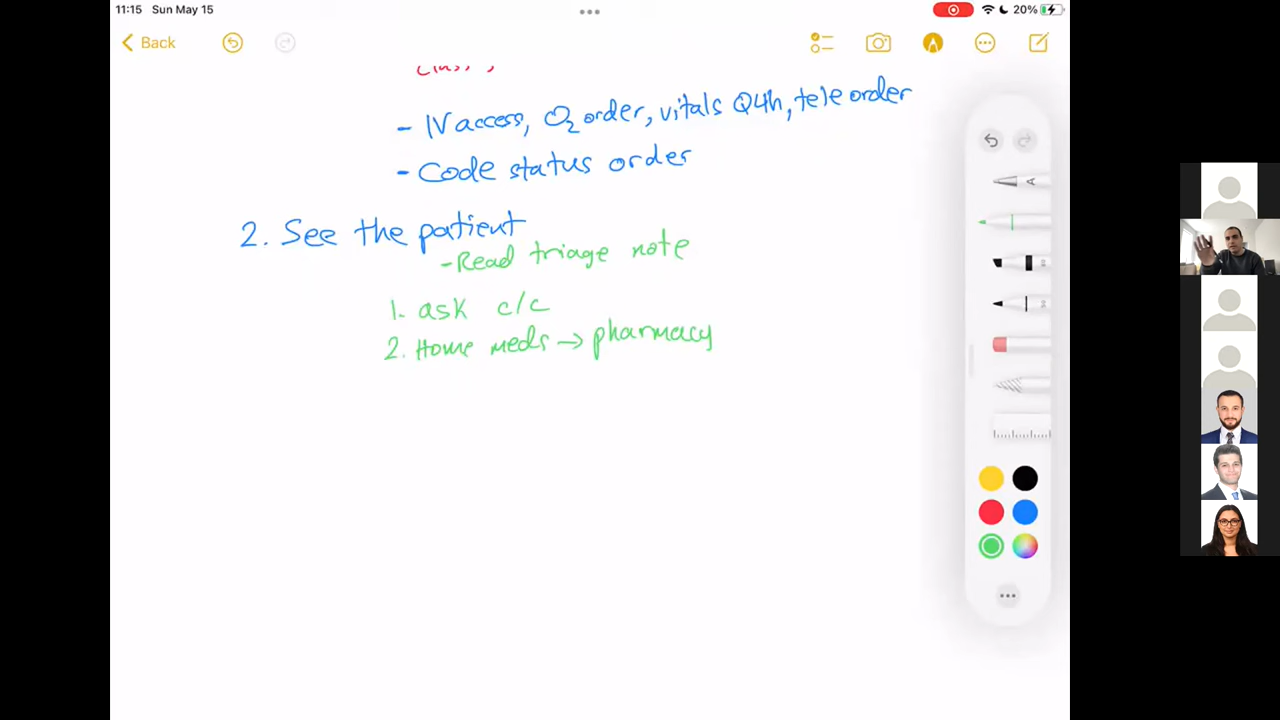 11:15 Sun May 15
20%
Back
- IV access, O2 order, vitals Q4h, tele order
- Code status order
2. See the patient
- Read triage note
1. ask c/c
2. Home meds → pharmacy
A